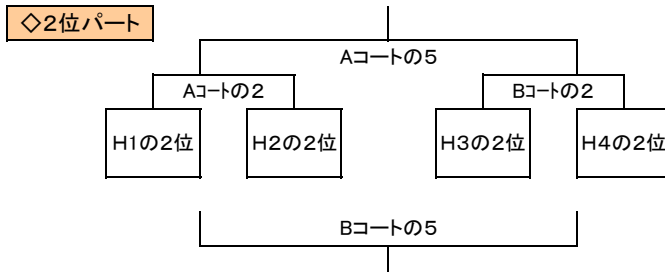 ◇2位パート
Aコートの5
Aコートの2
Bコートの2
H1の2位
H2の2位
H3の2位
H4の2位
Bコートの5